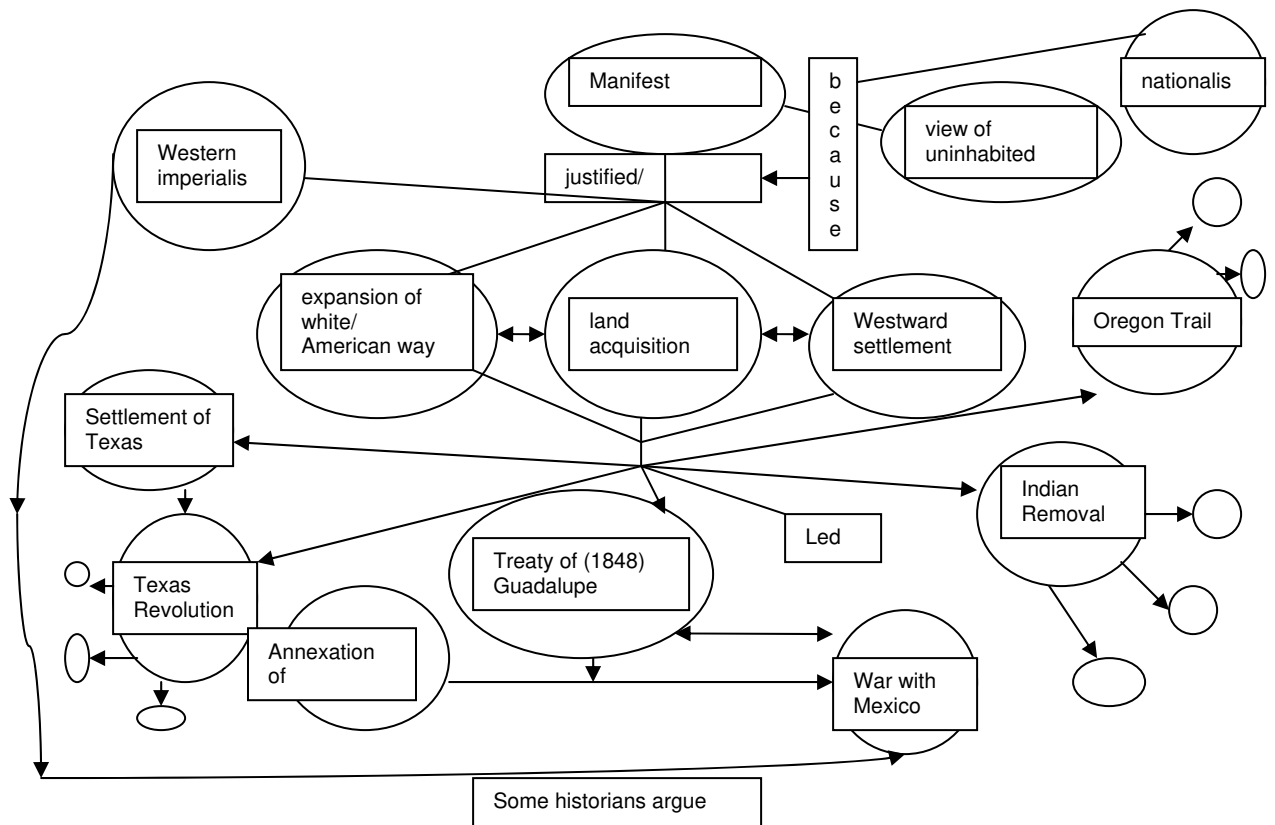 Manifest
b
e
c
a
u
s
e
nationalis
view of
uninhabited
Western
imperialis
justified/
expansion of
white/
American way
land
acquisition
Westward
settlement
Oregon Trail
Settlement of
Texas
Indian
Removal
Led
Treaty of (1848)
Guadalupe
Texas
Revolution
Annexation
of
War with
Mexico
Some historians argue